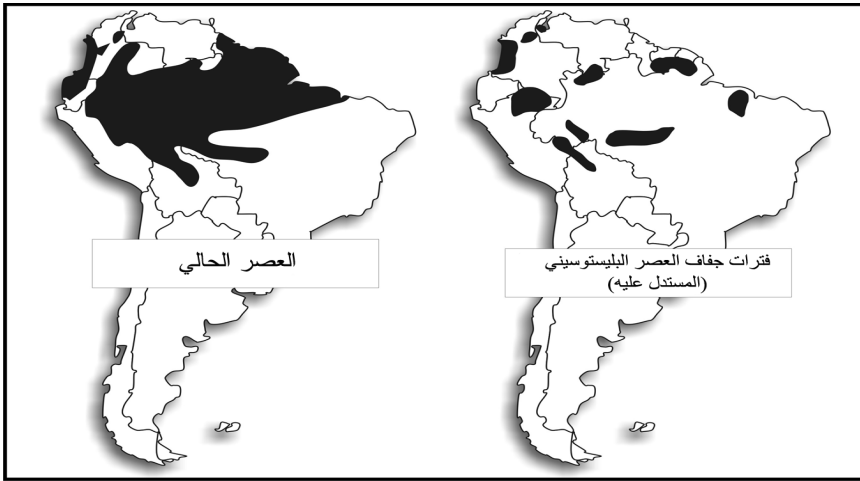 فترات جفاف العصر البليستوسيني
(المستدل عليه)
العصر الحالي